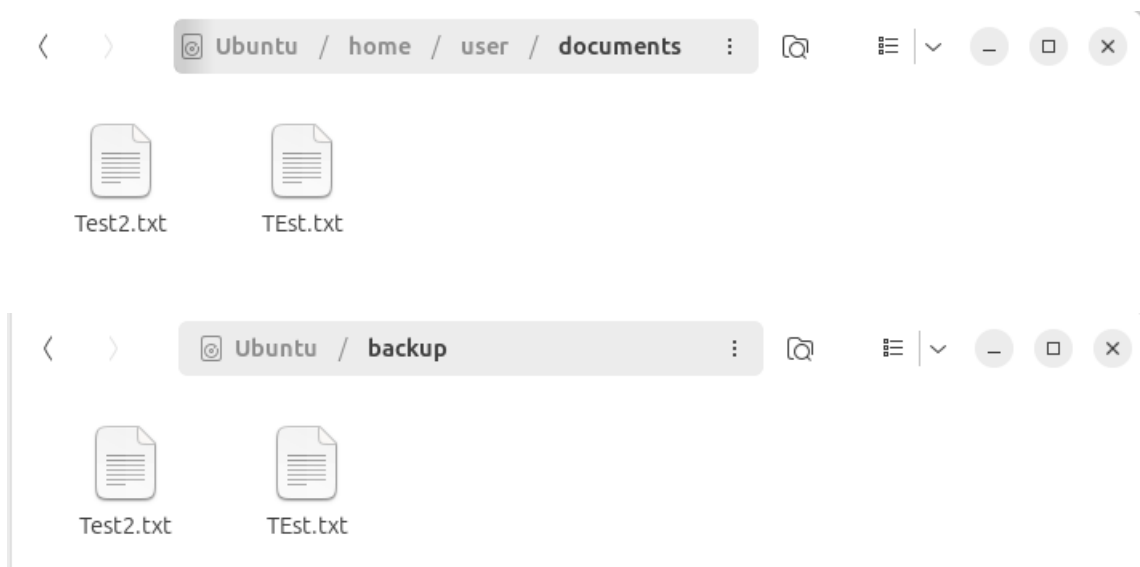 Ubuntu / home / user / documents
Test2.txt TEst.txt
Ubuntu / backup
Test2.txt TEst.txt